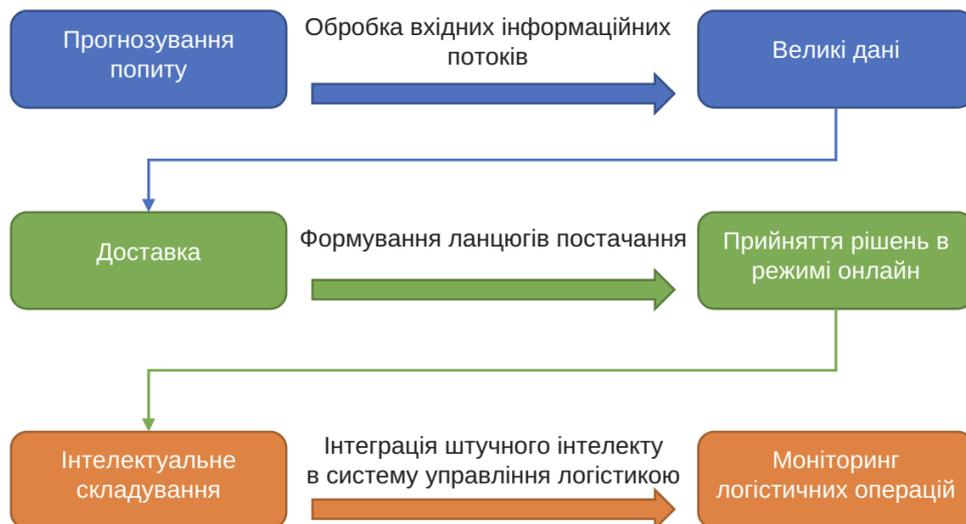 Прогнозування
попиту
Обробка вхідних інформаційних
потоків
Великі дані
Доставка
Формування ланцюгів постачання
Прийняття рішень в
режимі онлайн
Інтелектуальне
складування
Інтеграція штучного інтелекту
в систему управління логістикою
Моніторинг
логістичних операцій